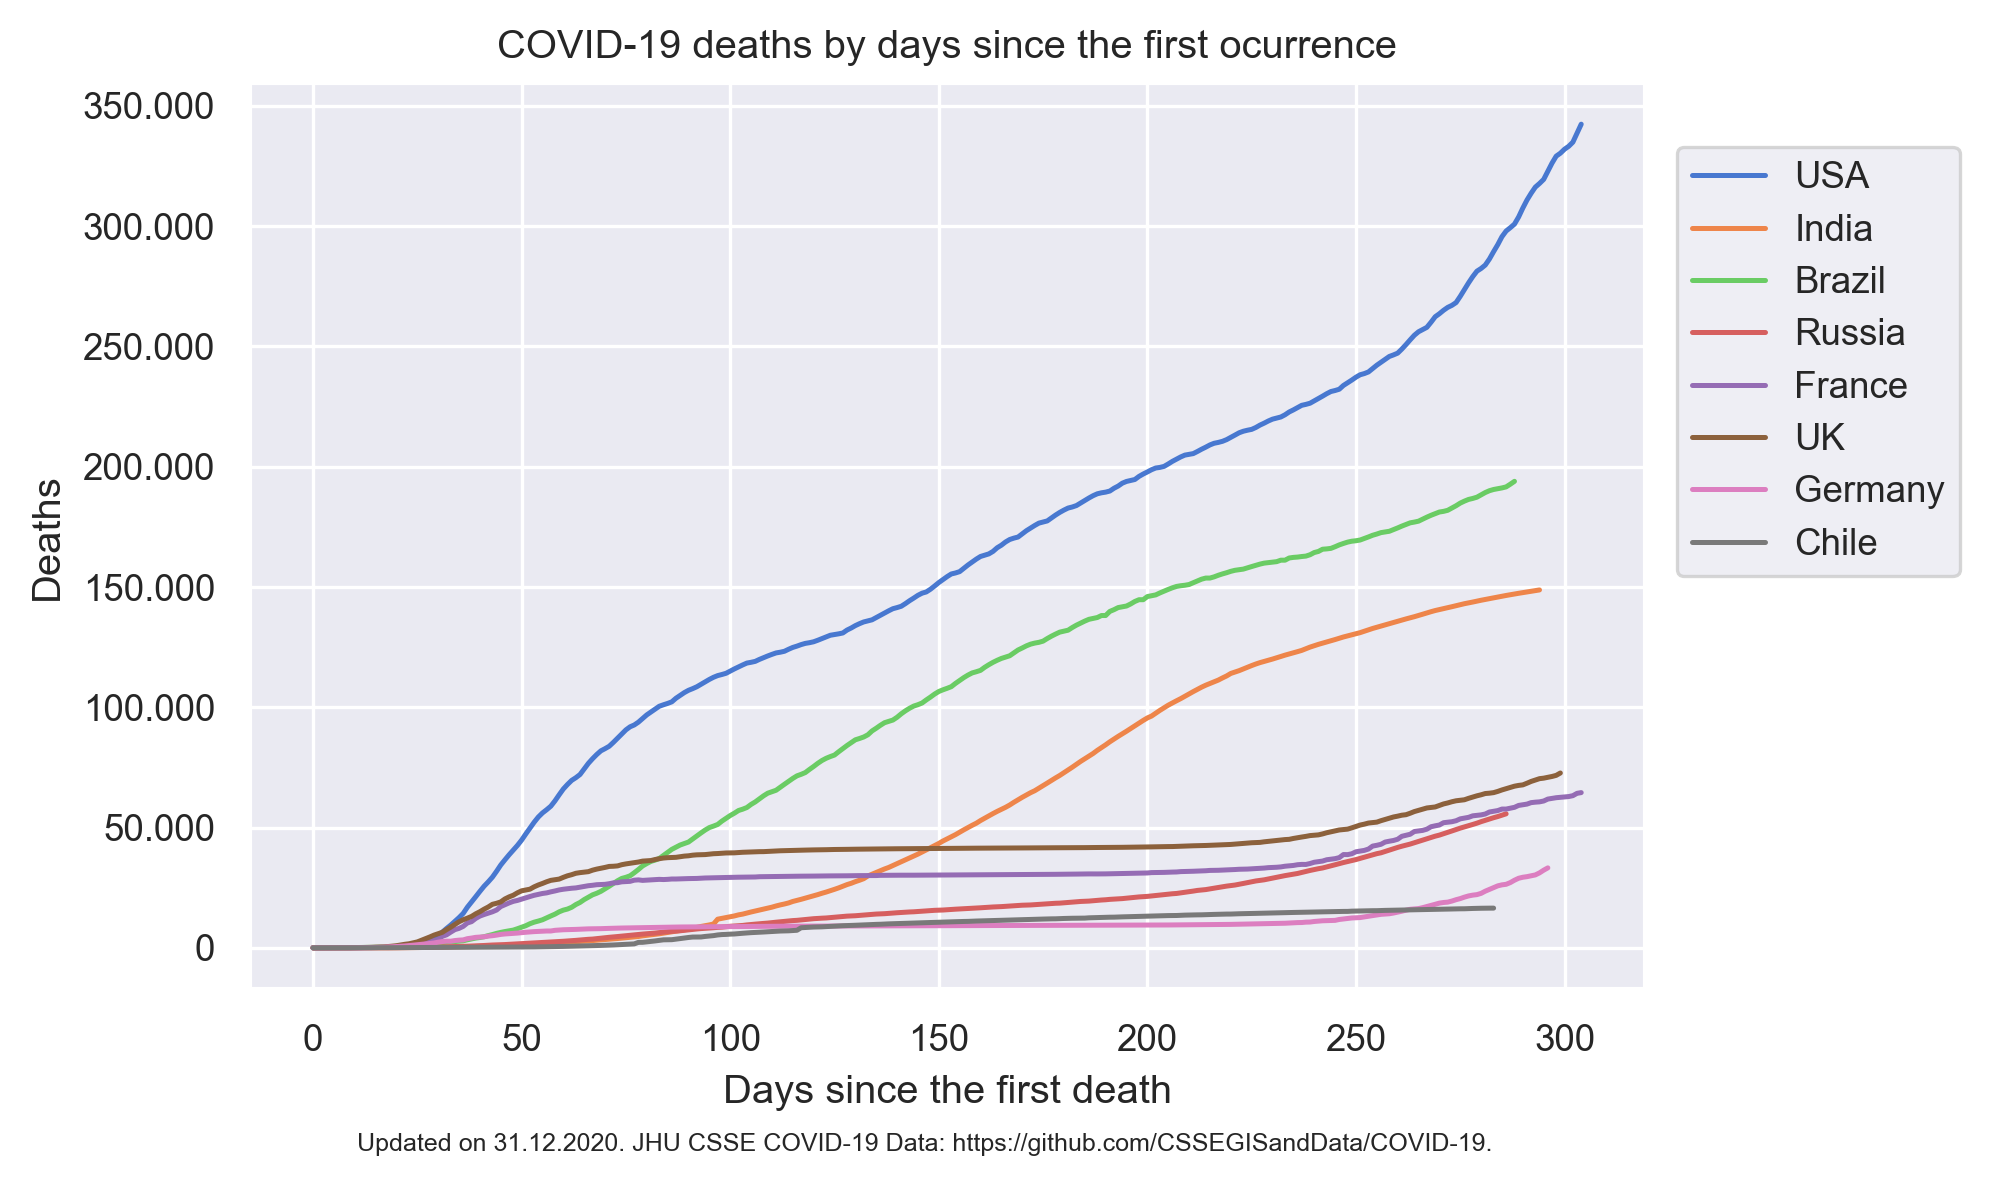 COVID-19 deaths by days since the first ocurrence
350.000
300.000
250.000
200.000
150.000
100.000
50.000
0
Deaths
0 50 100 150 200 250 300
Days since the first death
USA
India
Brazil
Russia
France
UK
Germany
Chile
Updated on 31.12.2020. JHU CSSE COVID-19 Data: https://github.com/CSSEGISandData/COVID-19.